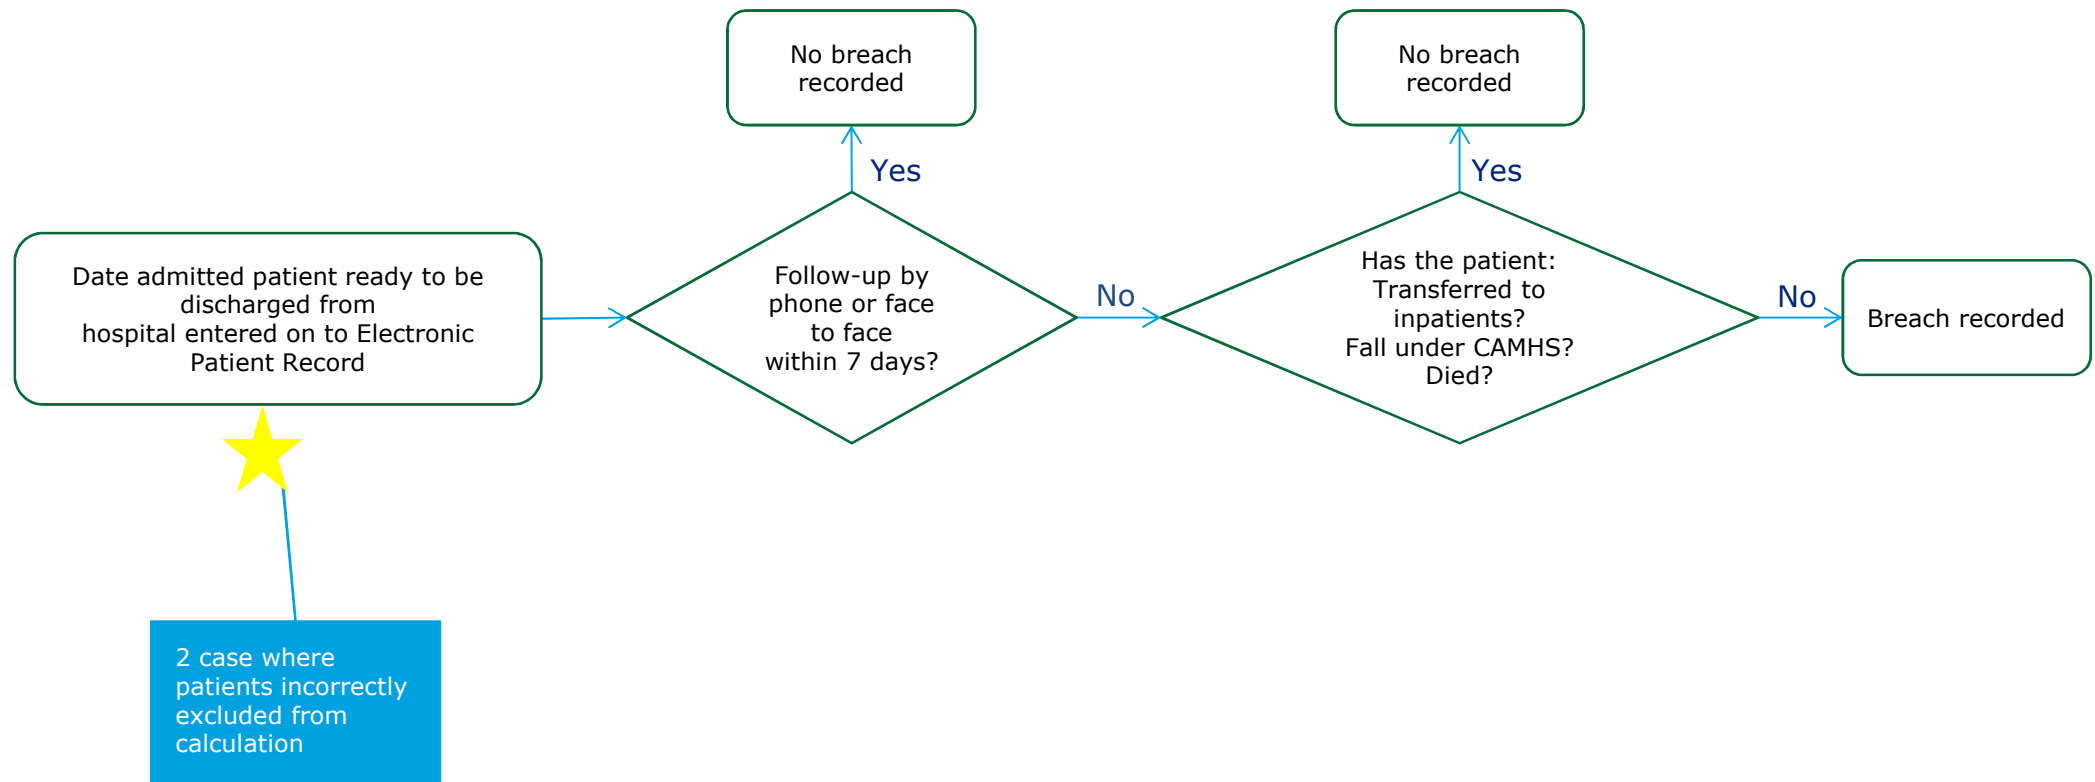 No breach
recorded
No breach
recorded
Yes
Yes
Date admitted patient ready to be
discharged from
hospital entered on to Electronic
Patient Record
Follow-up by
phone or face
to face
within 7 days?
No
Has the patient:
Transferred to
inpatients?
Fall under CAMHS?
Died?
No
Breach recorded
2 case where
patients incorrectly
excluded from
calculation